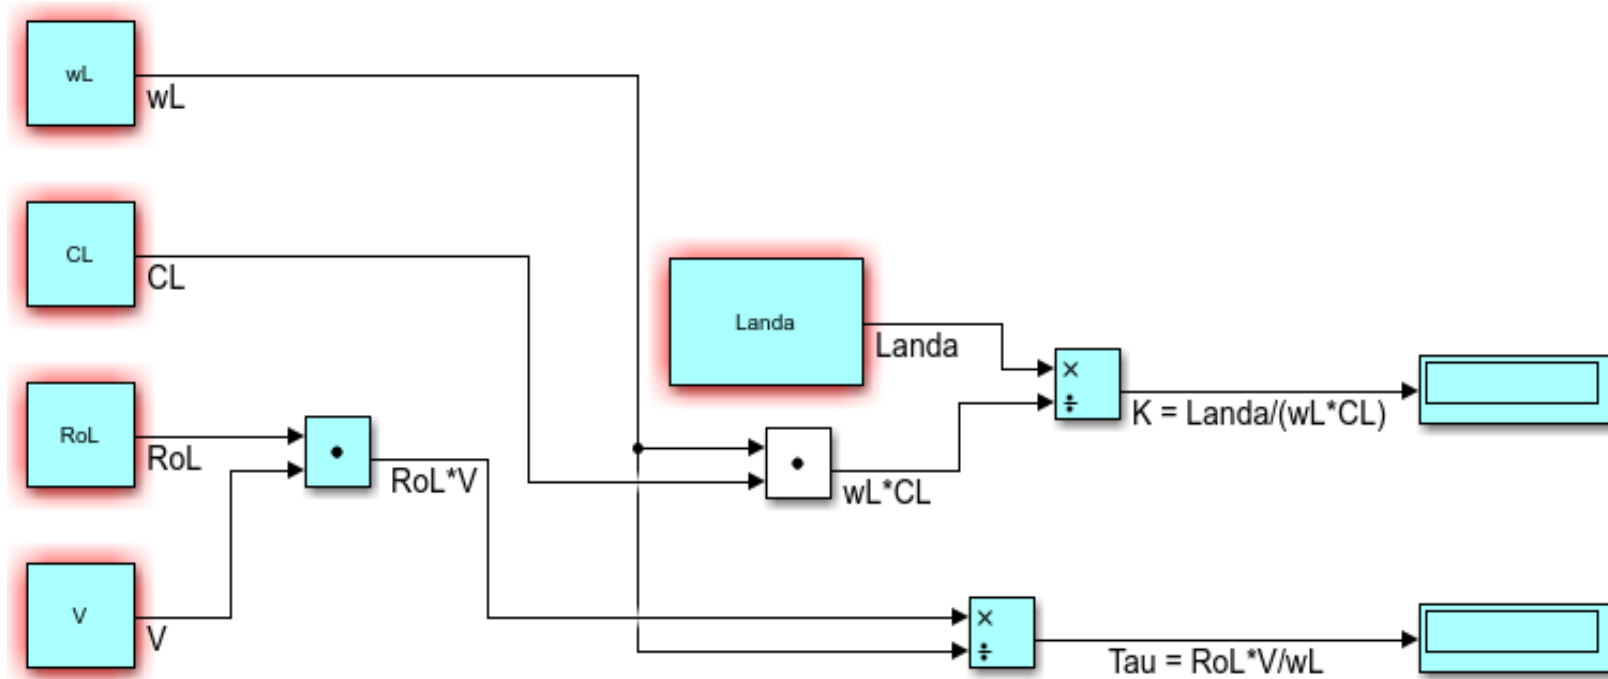 wL
wL
CL
CL
Landa
Landa
×
÷
K = Landa/(wL*CL)
RoL
RoL
RoL*V
wL*CL
V
V
×
÷
Tau = RoL*V/wL